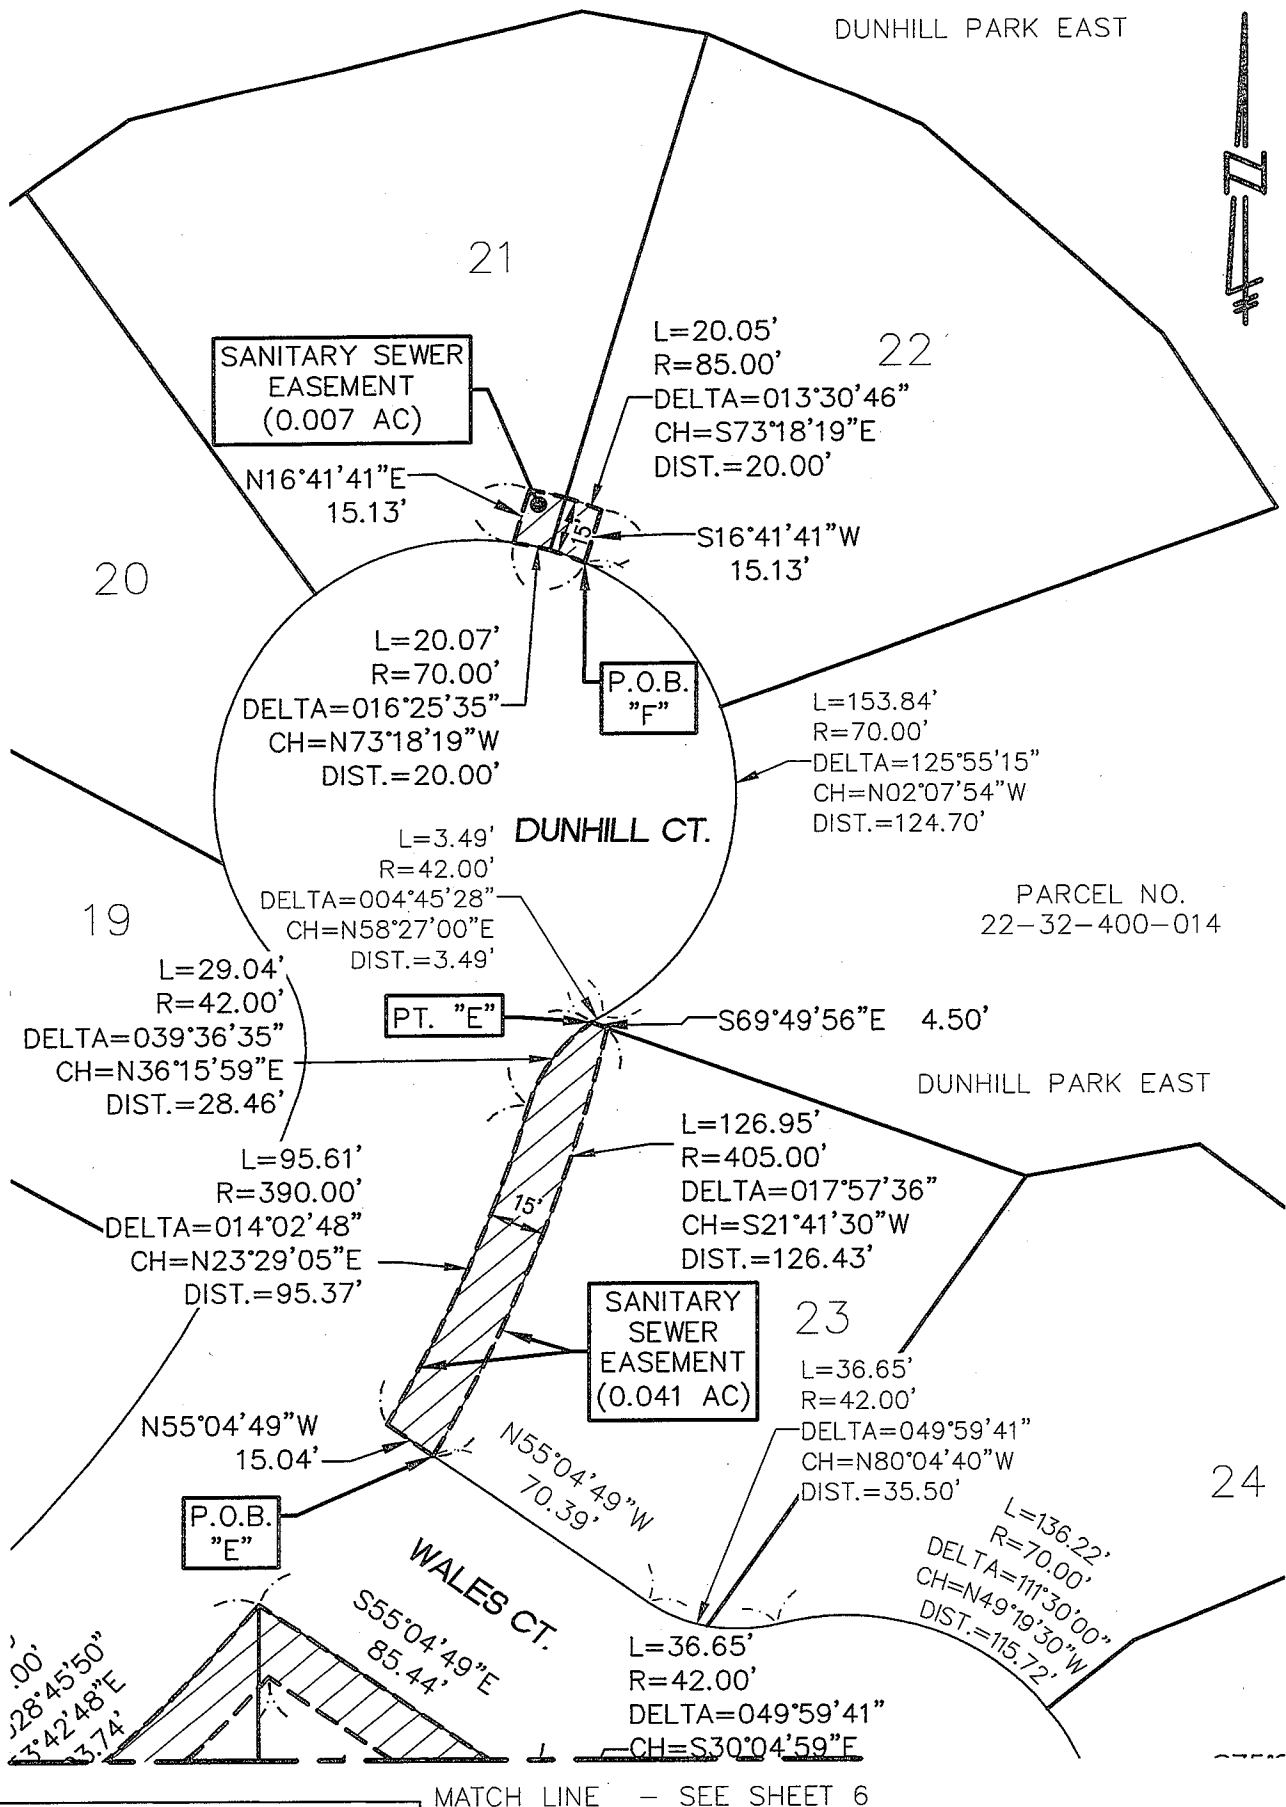 DUNHILL PARK EAST
N
21
22
SANITARY SEWER
EASEMENT
(0.007 AC)
L=20.05'
R=85.00'
DELTA=013°30'46"
CH=S73°18'19"E
DIST.=20.00'
N16°41'41"E
15.13'
15'
S16°41'41"W
15.13'
20
L=20.07'
R=70.00'
DELTA=016°25'35"
CH=N73°18'19"W
DIST.=20.00'
P.O.B.
"F"
L=153.84'
R=70.00'
DELTA=125°55'15"
CH=N02°07'54"W
DIST.=124.70'
DUNHILL CT.
L=3.49'
R=42.00'
DELTA=004°45'28"
CH=N58°27'00"E
DIST.=3.49'
PARCEL NO.
22-32-400-014
19
L=29.04'
R=42.00'
DELTA=039°36'35"
CH=N36°15'59"E
DIST.=28.46'
PT. "E"
S69°49'56"E 4.50'
DUNHILL PARK EAST
L=95.61'
R=390.00'
DELTA=014°02'48"
CH=N23°29'05"E
DIST.=95.37'
15'
L=126.95'
R=405.00'
DELTA=017°57'36"
CH=S21°41'30"W
DIST.=126.43'
SANITARY
SEWER
EASEMENT
(0.041 AC)
23
L=36.65'
R=42.00'
DELTA=049°59'41"
CH=N80°04'40"W
DIST.=35.50'
N55°04'49"W
15.04'
N55°04'49"W
70.39'
24
P.O.B.
"E"
L=136.22'
R=70.00'
DELTA=111°30'00"
CH=N49°19'30"W
DIST.=115.72'
WALES CT.
S55°04'49"E
85.44'
.00'
28°45'50"
3°42'48"E
3.74'
L=36.65'
R=42.00'
DELTA=049°59'41"
CH=S30°04'59"E
MATCH LINE - SEE SHEET 6